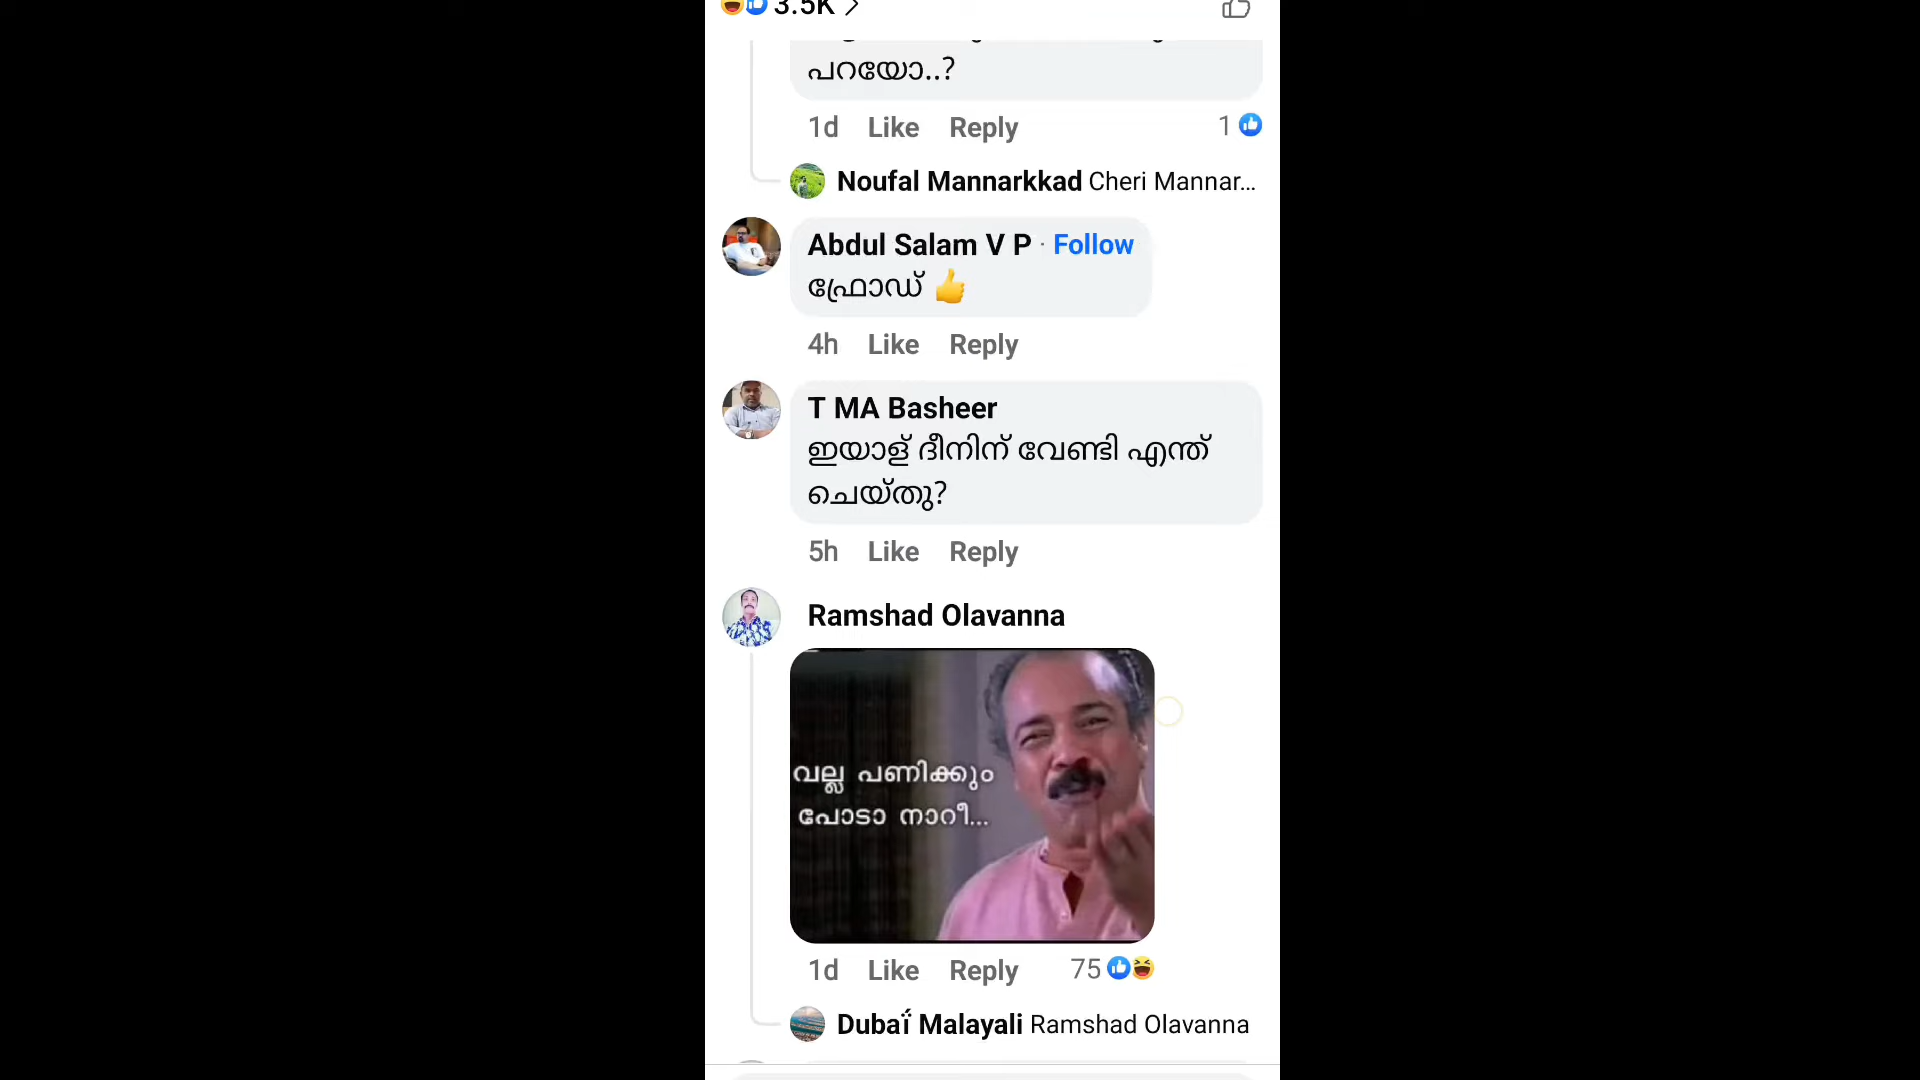 3.5K
പറയോ..?
1d Like Reply 1
Noufal Mannarkkad Cheri Mannar...
Abdul Salam V P · Follow
ഫ്രോഡ് 👍
4h Like Reply
T MA Basheer
ഇയാള് ദീനിന് വേണ്ടി എന്ത്
ചെയ്തു?
5h Like Reply
Ramshad Olavanna
വല്ല പണിക്കും
പോടാ നാറീ...
1d Like Reply 75
Malayali Ramshad Olavanna